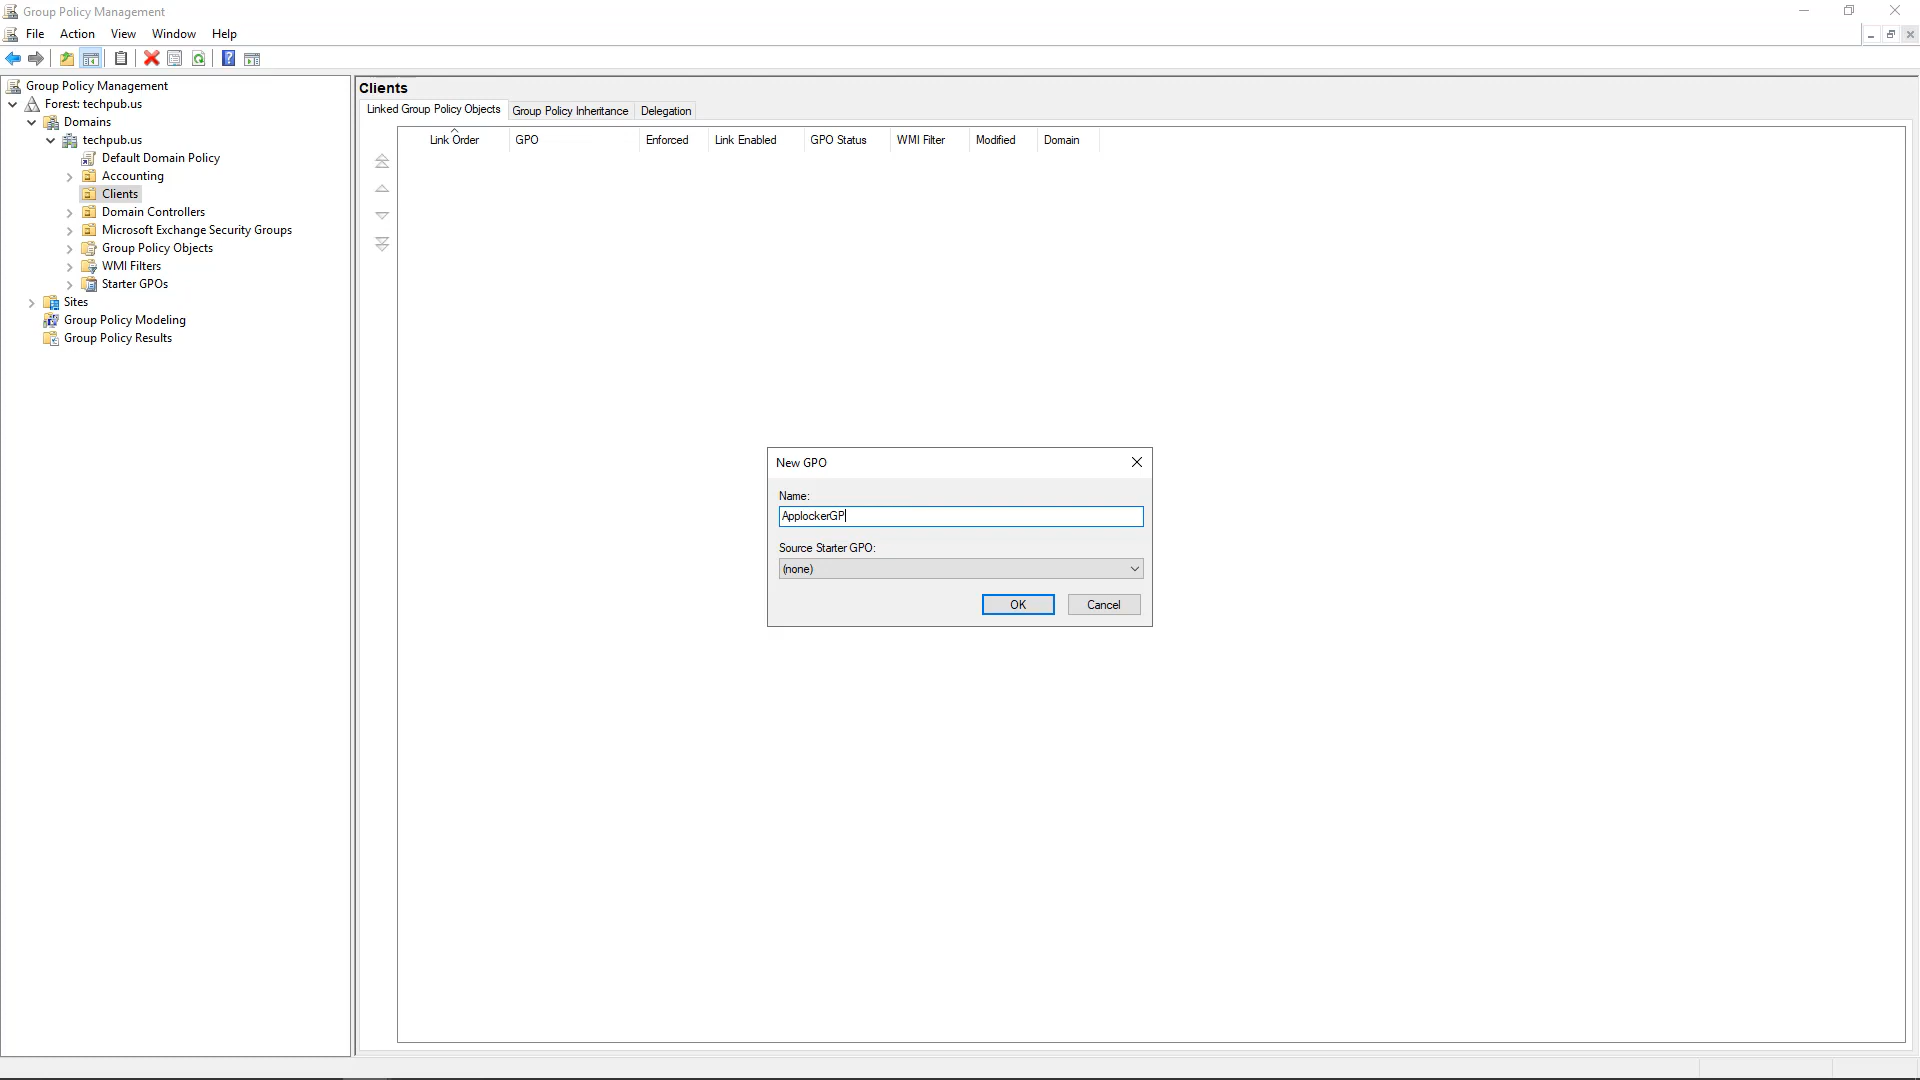 Group Policy Management
File Action View Window Help
Group Policy Management
Forest: techpub.us
Domains
techpub.us
Default Domain Policy
Accounting
Clients
Domain Controllers
Microsoft Exchange Security Groups
Group Policy Objects
WMI Filters
Starter GPOs
Sites
Group Policy Modeling
Group Policy Results
Clients
Linked Group Policy Objects Group Policy Inheritance Delegation
Link Order GPO Enforced Link Enabled GPO Status WMI Filter Modified Domain
New GPO
Name:
ApplockerGP
Source Starter GPO:
(none)
OK Cancel